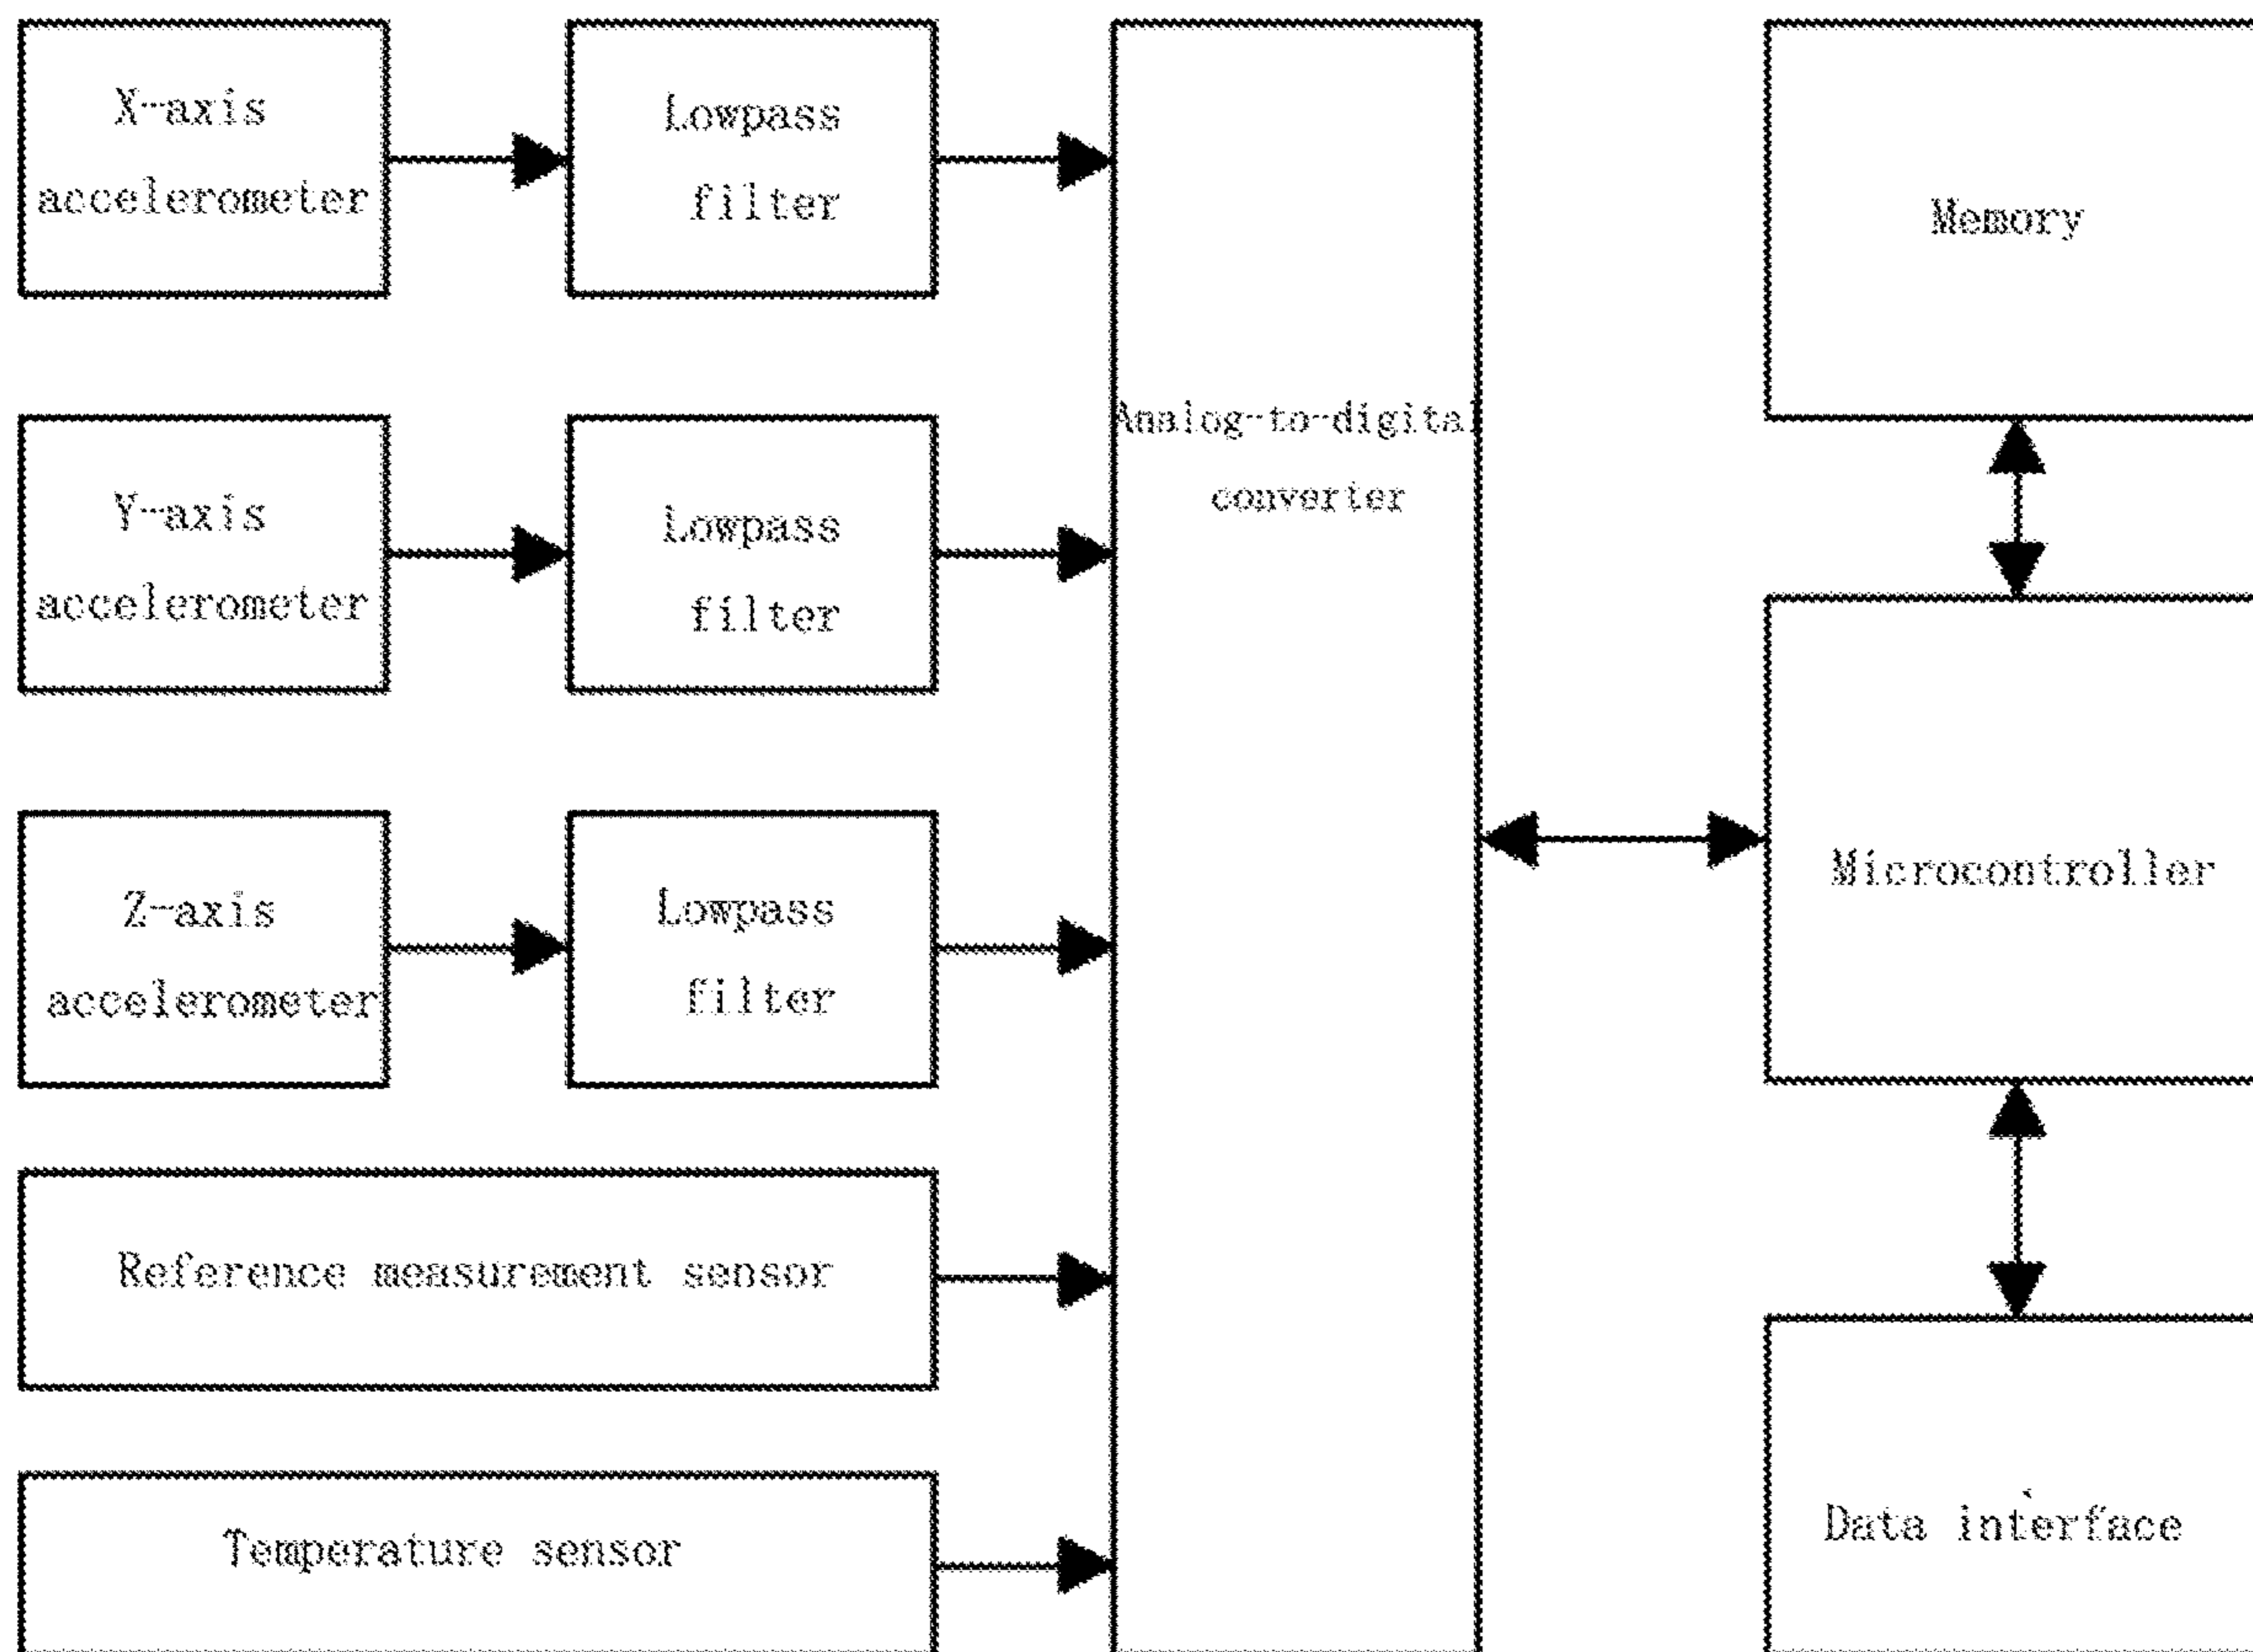 X-axis
accelerometer
Lowpass
filter
Y-axis
accelerometer
Lowpass
filter
Z-axis
accelerometer
Lowpass
filter
Reference measurement sensor
Temperature sensor
Analog-to-digital
converter
Memory
Microcontroller
Data interface